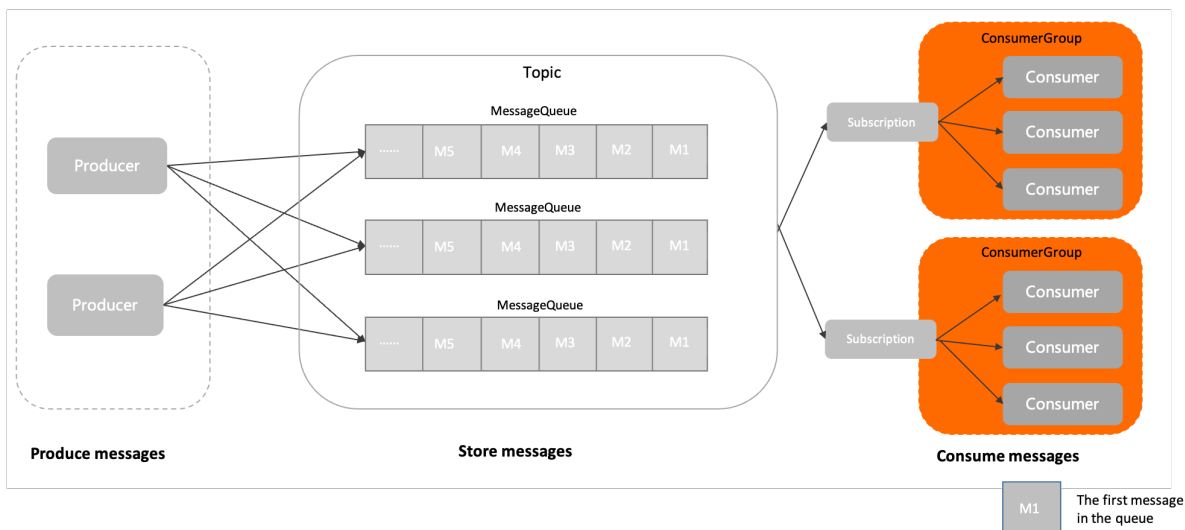 Producer
Producer
Produce messages
Topic
MessageQueue
...... M5 M4 M3 M2 M1
MessageQueue
...... M5 M4 M3 M2 M1
MessageQueue
...... M5 M4 M3 M2 M1
Store messages
Subscription
ConsumerGroup
Consumer
Consumer
Consumer
Subscription
ConsumerGroup
Consumer
Consumer
Consumer
Consume messages
M1
The first message
in the queue